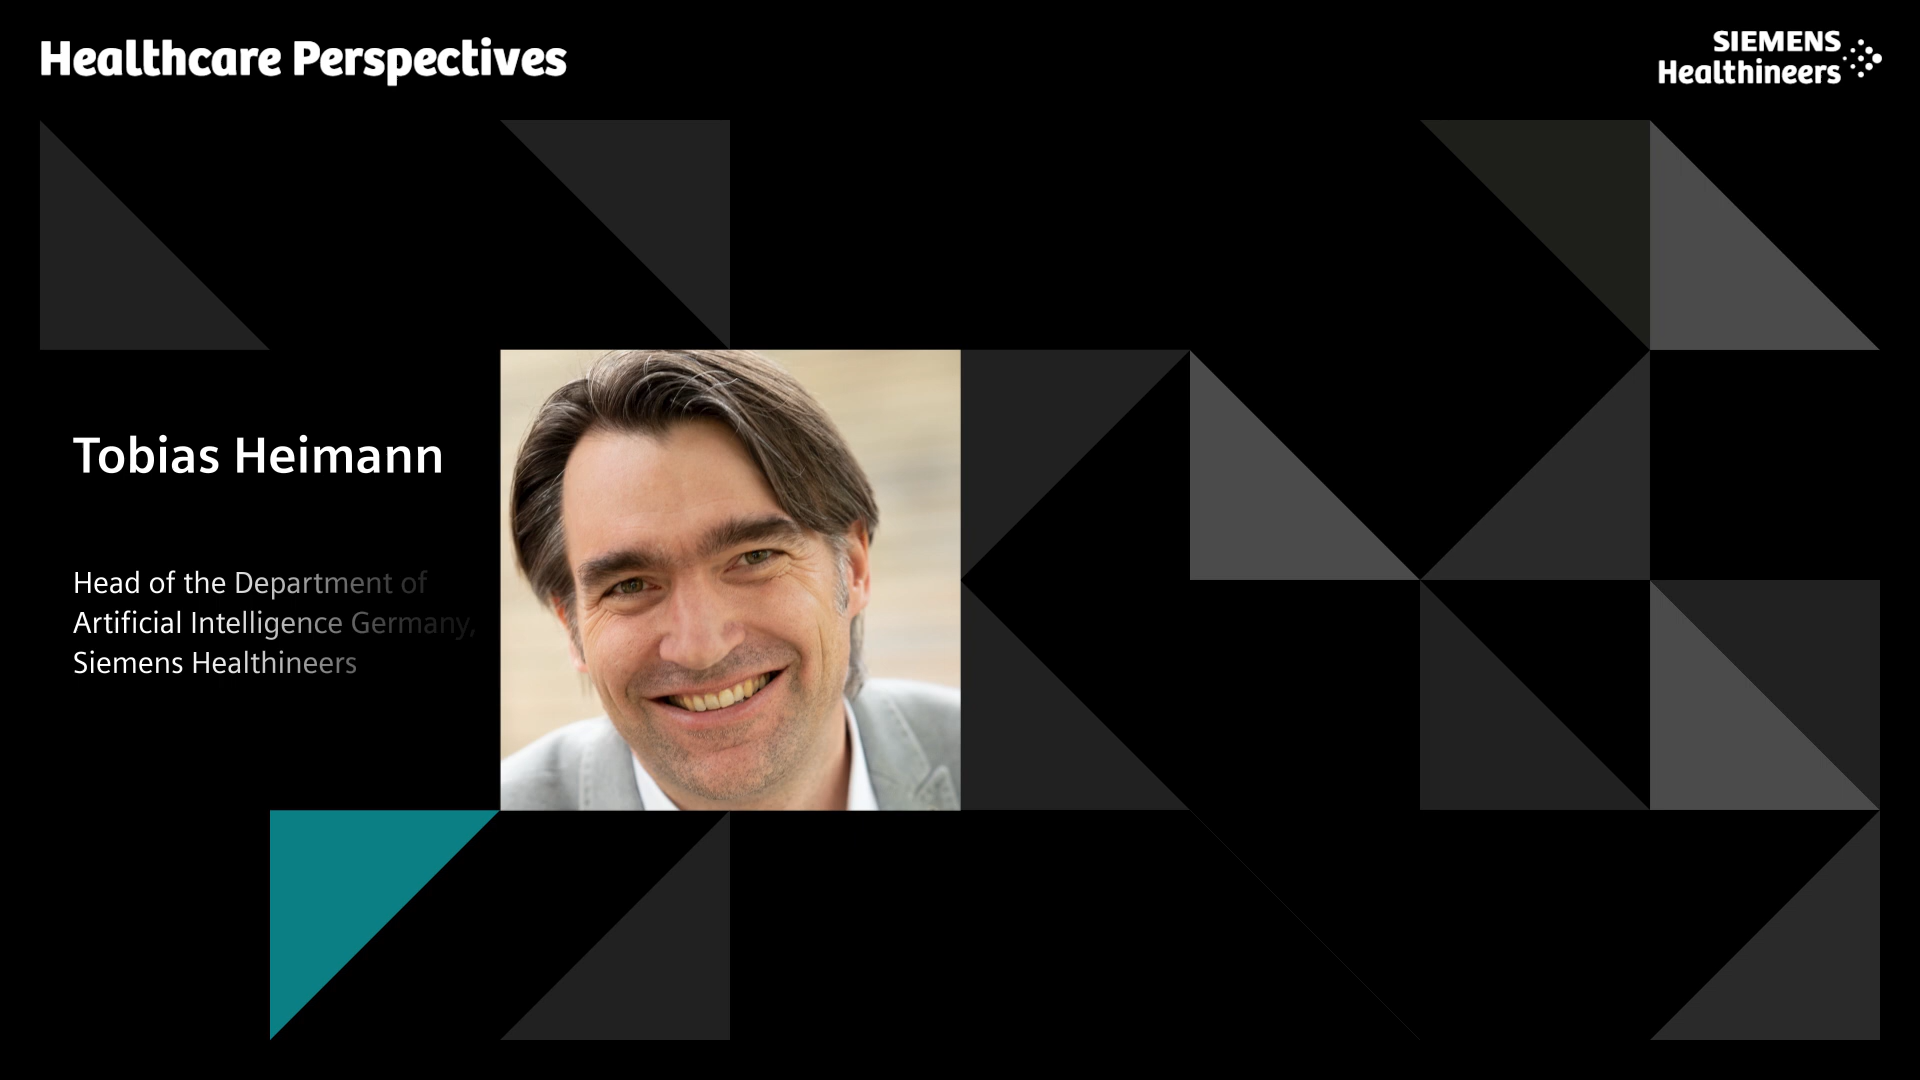 Healthcare Perspectives
SIEMENS
Healthineers
Tobias Heimann
Head of the Department of
Artificial Intelligence Germany,
Siemens Healthineers